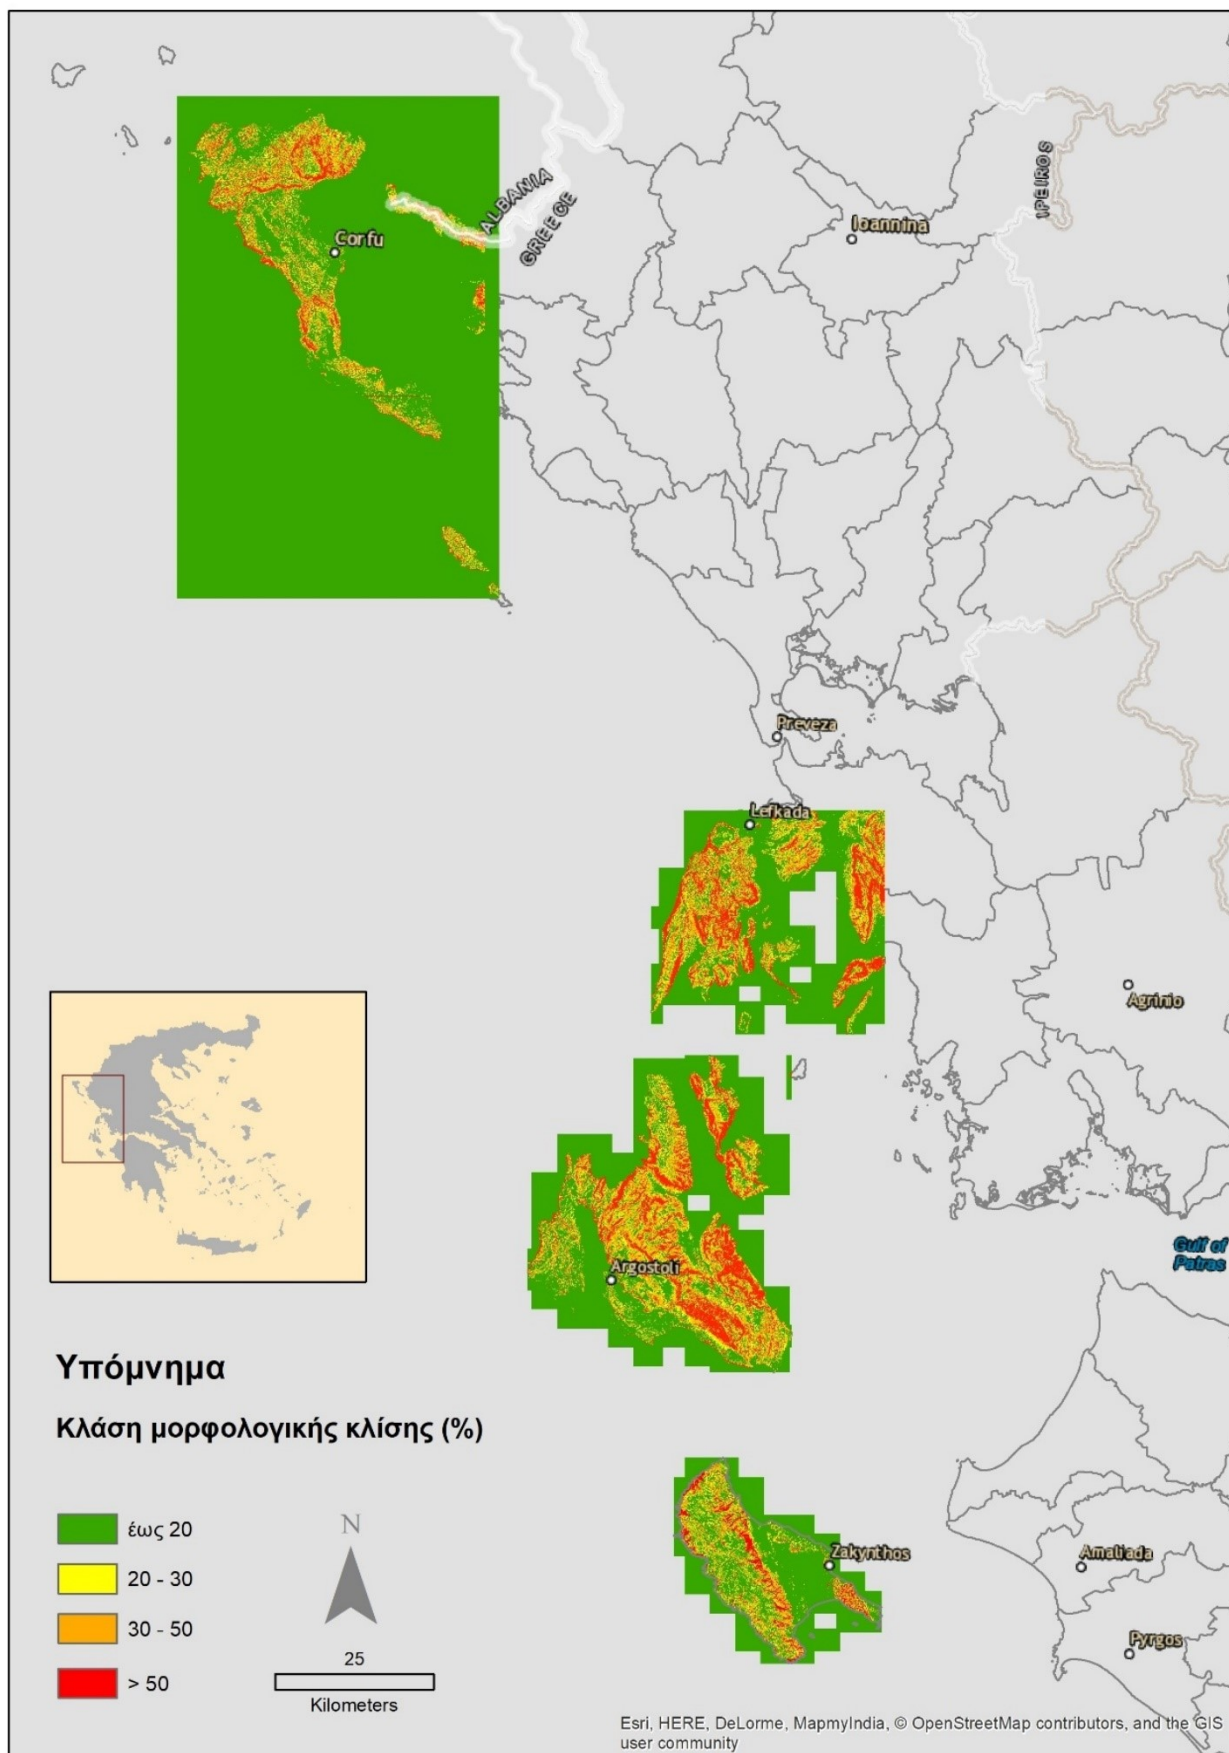 ALBANIA
GREECE
IPEIROS
Ioannina
Corfu
Preveza
Lefkada
Agrinio
Gulf of
Patras
Argostoli
Υπόμνημα
Κλάση μορφολογικής κλίσης (%)
έως 20
20 - 30
30 - 50
> 50
N
25
Kilometers
Zakynthos
Amaliada
Pyrgos
Esri, HERE, DeLorme, MapmyIndia, © OpenStreetMap contributors, and the GIS
user community